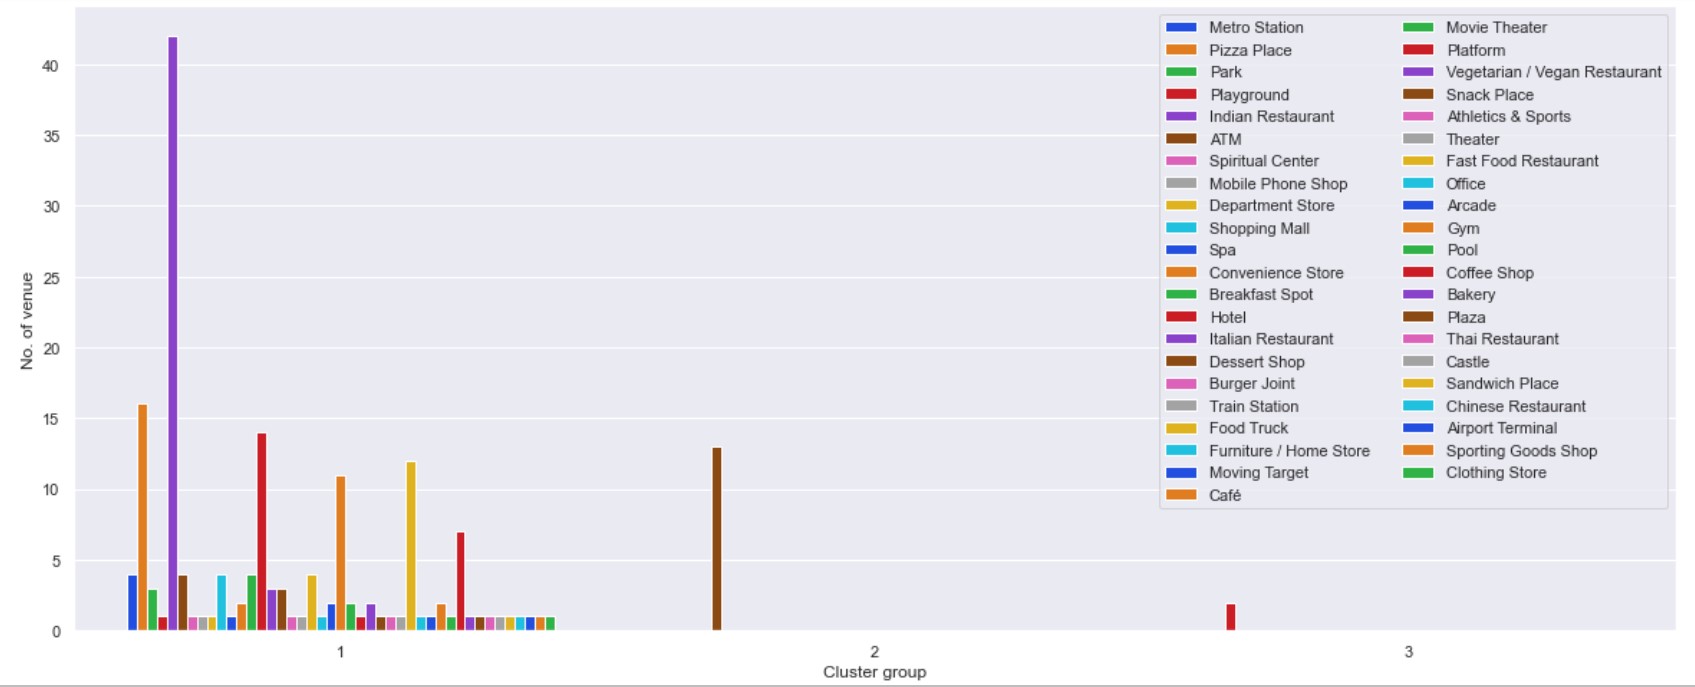 No. of venue
40
35
30
25
20
15
10
5
0
1
2
3
Cluster group
Metro Station
Pizza Place
Park
Playground
Indian Restaurant
ATM
Spiritual Center
Mobile Phone Shop
Department Store
Shopping Mall
Spa
Convenience Store
Breakfast Spot
Hotel
Italian Restaurant
Dessert Shop
Burger Joint
Train Station
Food Truck
Furniture / Home Store
Moving Target
Café
Movie Theater
Platform
Vegetarian / Vegan Restaurant
Snack Place
Athletics & Sports
Theater
Fast Food Restaurant
Office
Arcade
Gym
Pool
Coffee Shop
Bakery
Plaza
Thai Restaurant
Castle
Sandwich Place
Chinese Restaurant
Airport Terminal
Sporting Goods Shop
Clothing Store